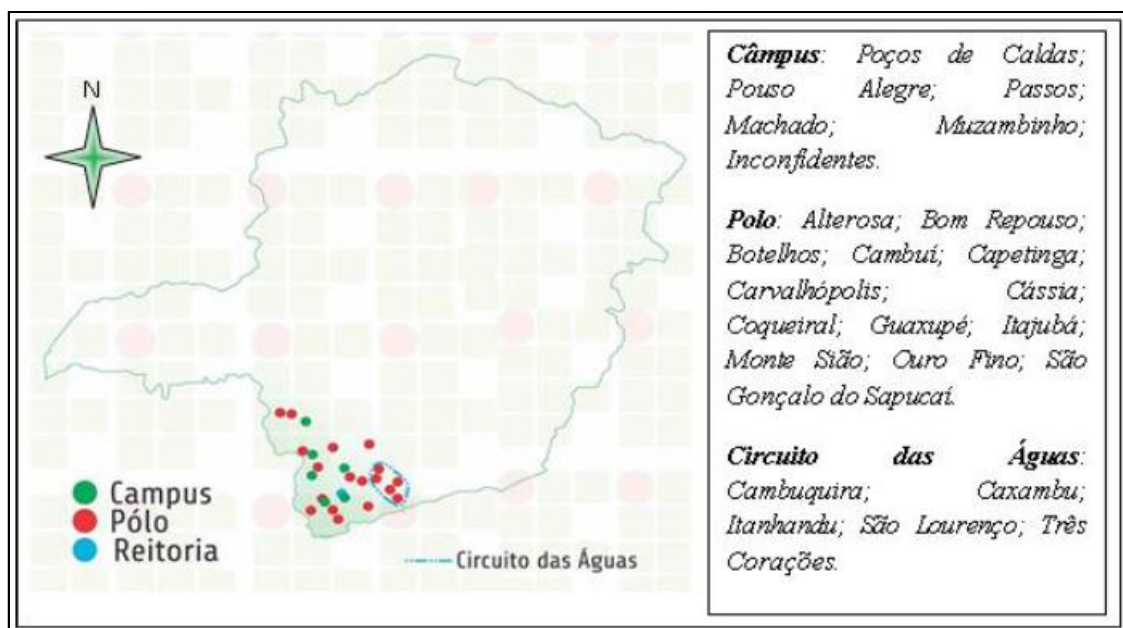 N
Campus
Pólo
Reitoria
Circuito das Águas
Câmpus: Poços de Caldas;
Pouso Alegre; Passos;
Machado; Muzambinho;
Inconfidentes.
Polo: Alterosa; Bom Repouso;
Botelhos; Cambuí; Capetinga;
Carvalhópolis; Cássia;
Coqueiral; Guaxupé; Itajubá;
Monte Sião; Ouro Fino; São
Gonçalo do Sapucaí.
Circuito das Águas:
Cambuquira; Caxambu;
Itanhandu; São Lourenço; Três
Corações.